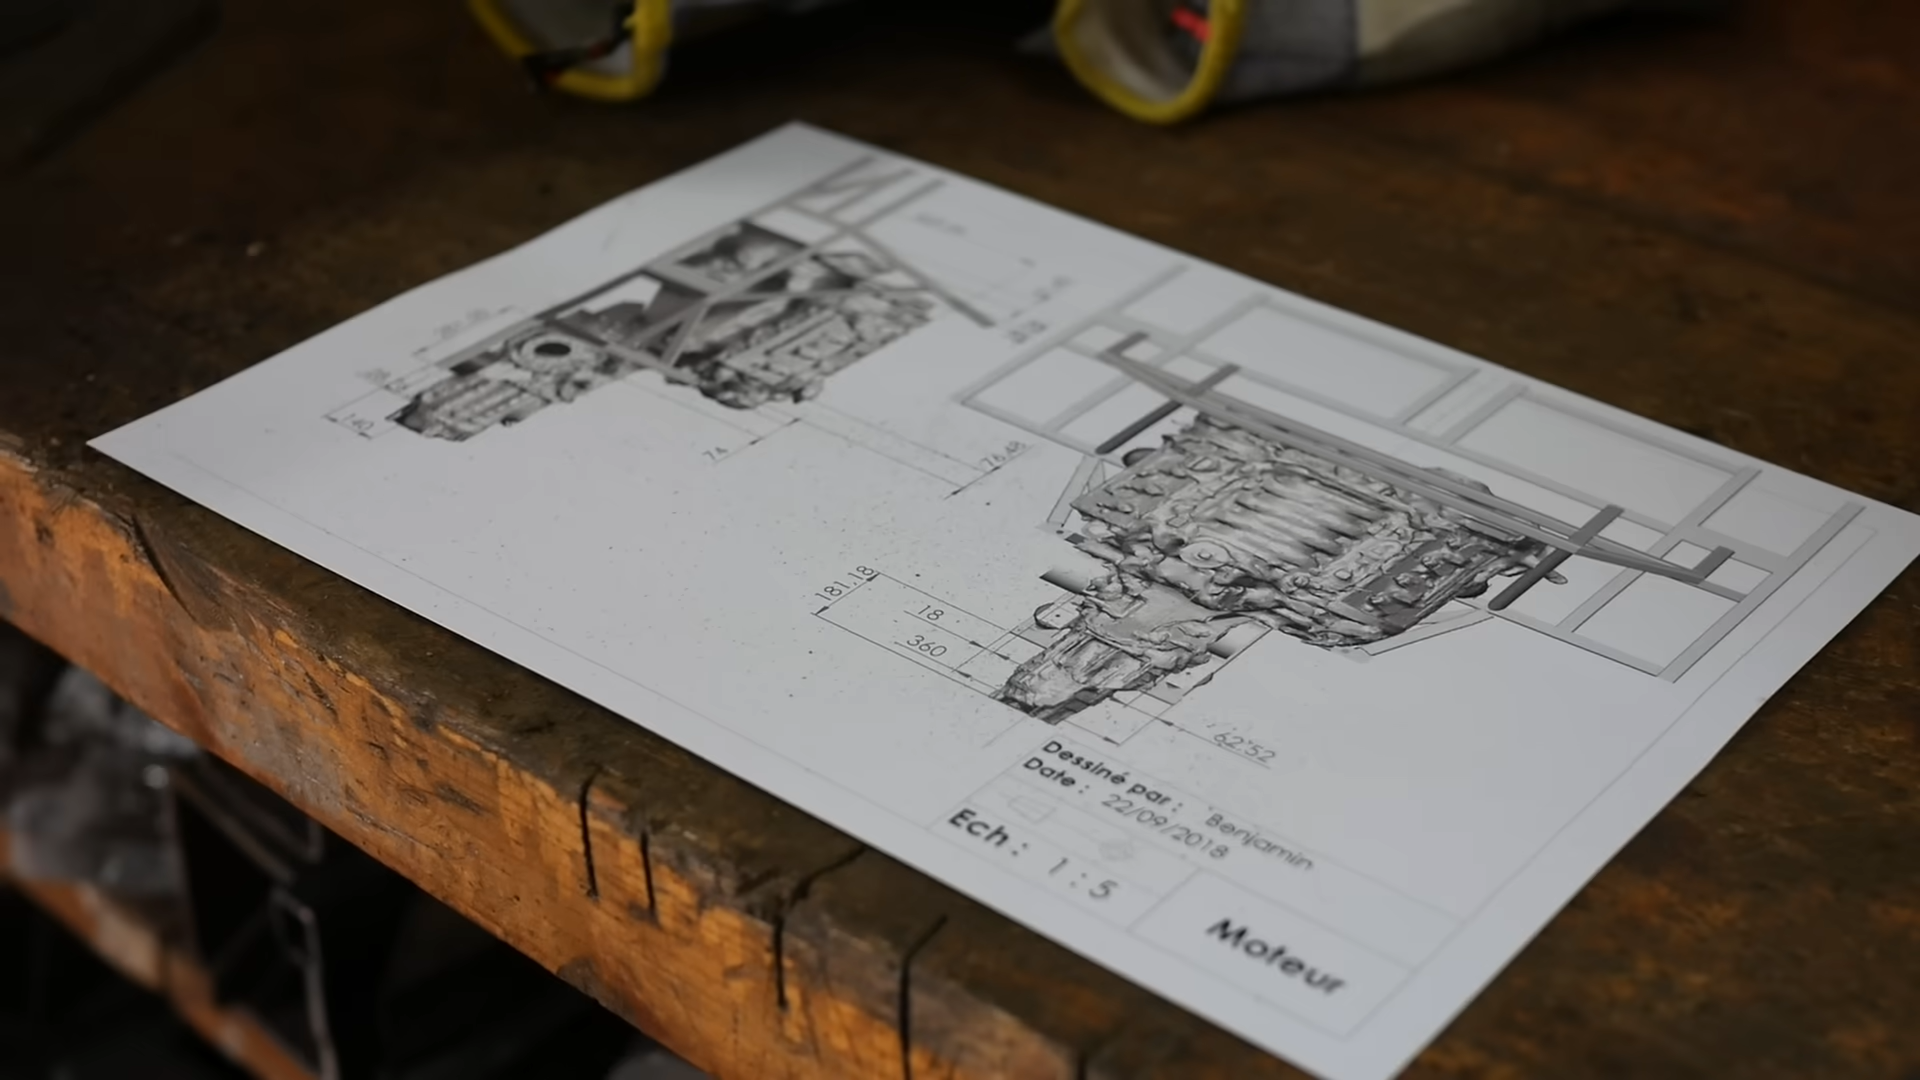 140
74
76,48
181,18
18
360
62,52
Dessiné par : Benjamin
Date : 22/09/2018
Ech : 1 : 5
Moteur